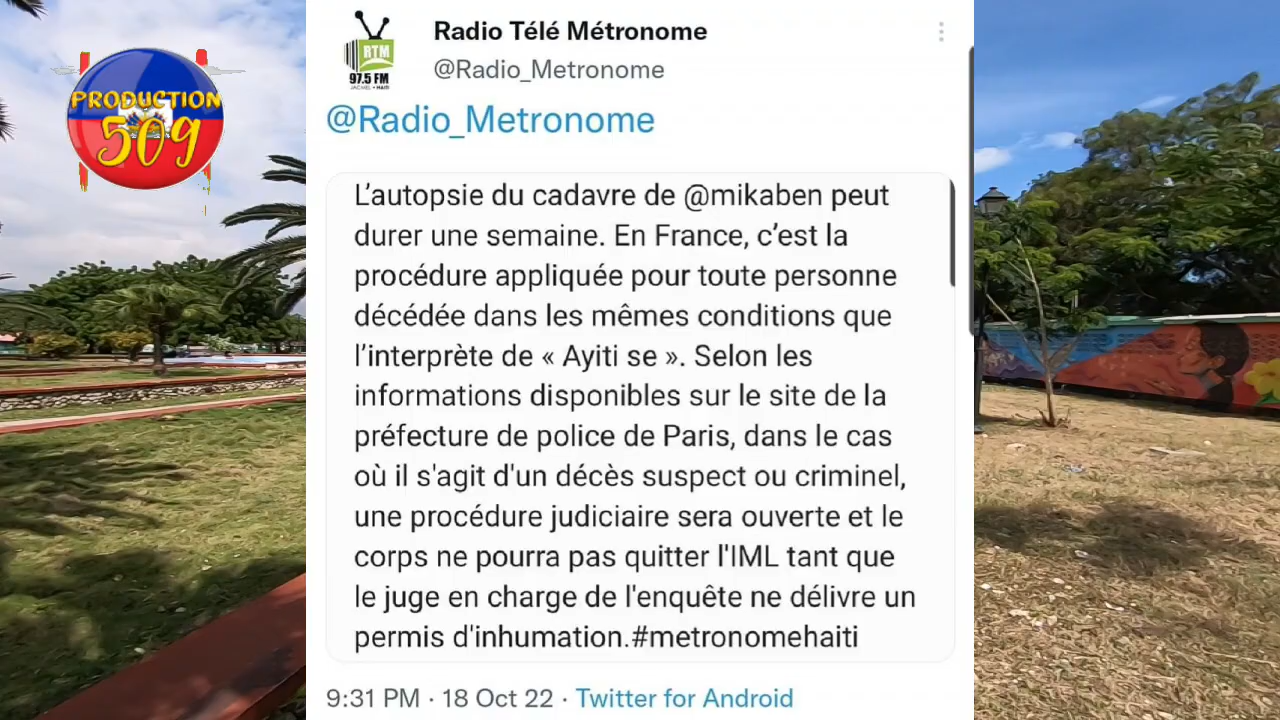 PRODUCTION
509
RTM
97.5 FM
JACMEL • HAITI
Radio Télé Métronome
@Radio_Metronome
@Radio_Metronome
L’autopsie du cadavre de @mikaben peut
durer une semaine. En France, c’est la
procédure appliquée pour toute personne
décédée dans les mêmes conditions que
l’interprète de « Ayiti se ». Selon les
informations disponibles sur le site de la
préfecture de police de Paris, dans le cas
où il s'agit d'un décès suspect ou criminel,
une procédure judiciaire sera ouverte et le
corps ne pourra pas quitter l'IML tant que
le juge en charge de l'enquête ne délivre un
permis d'inhumation.#metronomehaiti
9:31 PM · 18 Oct 22 · Twitter for Android